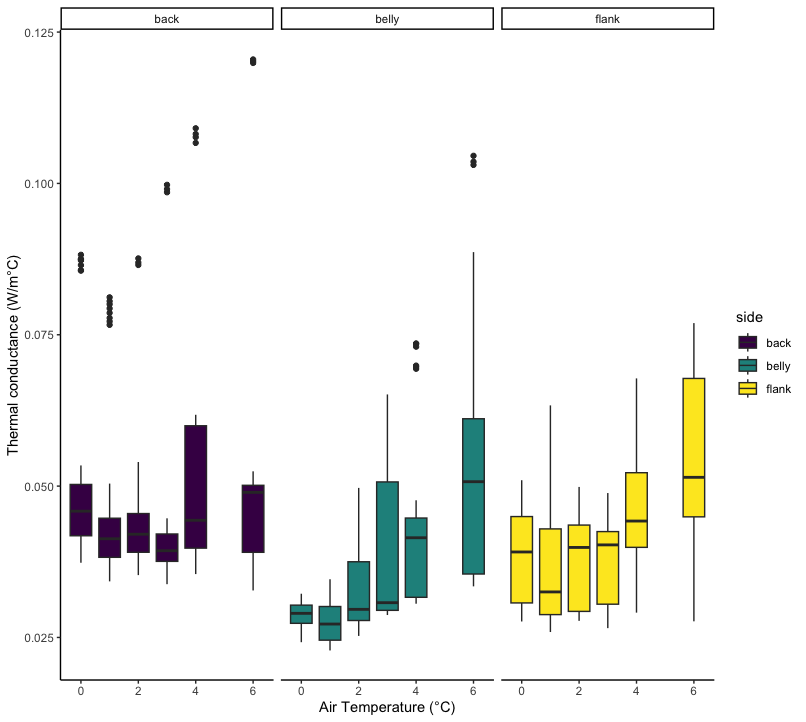 back
belly
flank
0.125
0.100
0.075
0.050
0.025
Thermal conductance (W/m°C)
0 2 4 6
0 2 4 6
0 2 4 6
Air Temperature (°C)
side
back
belly
flank